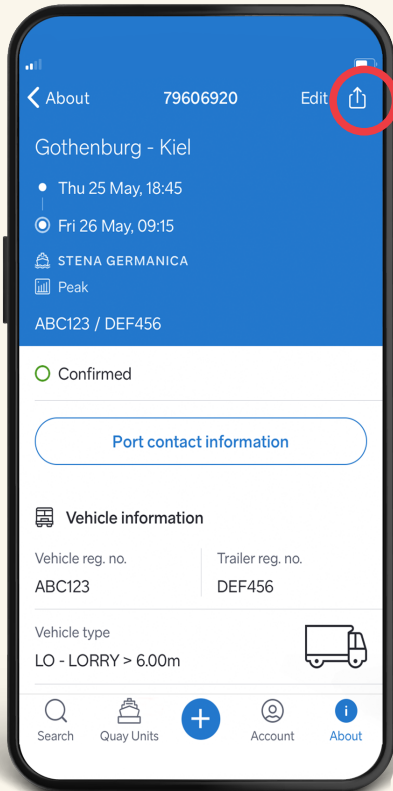 About 79606920 Edit
Gothenburg - Kiel
Thu 25 May, 18:45
Fri 26 May, 09:15
STENA GERMANICA
Peak
ABC123 / DEF456
Confirmed
Port contact information
Vehicle information
Vehicle reg. no. Trailer reg. no.
ABC123 DEF456
Vehicle type
LO - LORRY > 6.00m
Search Quay Units + Account i About